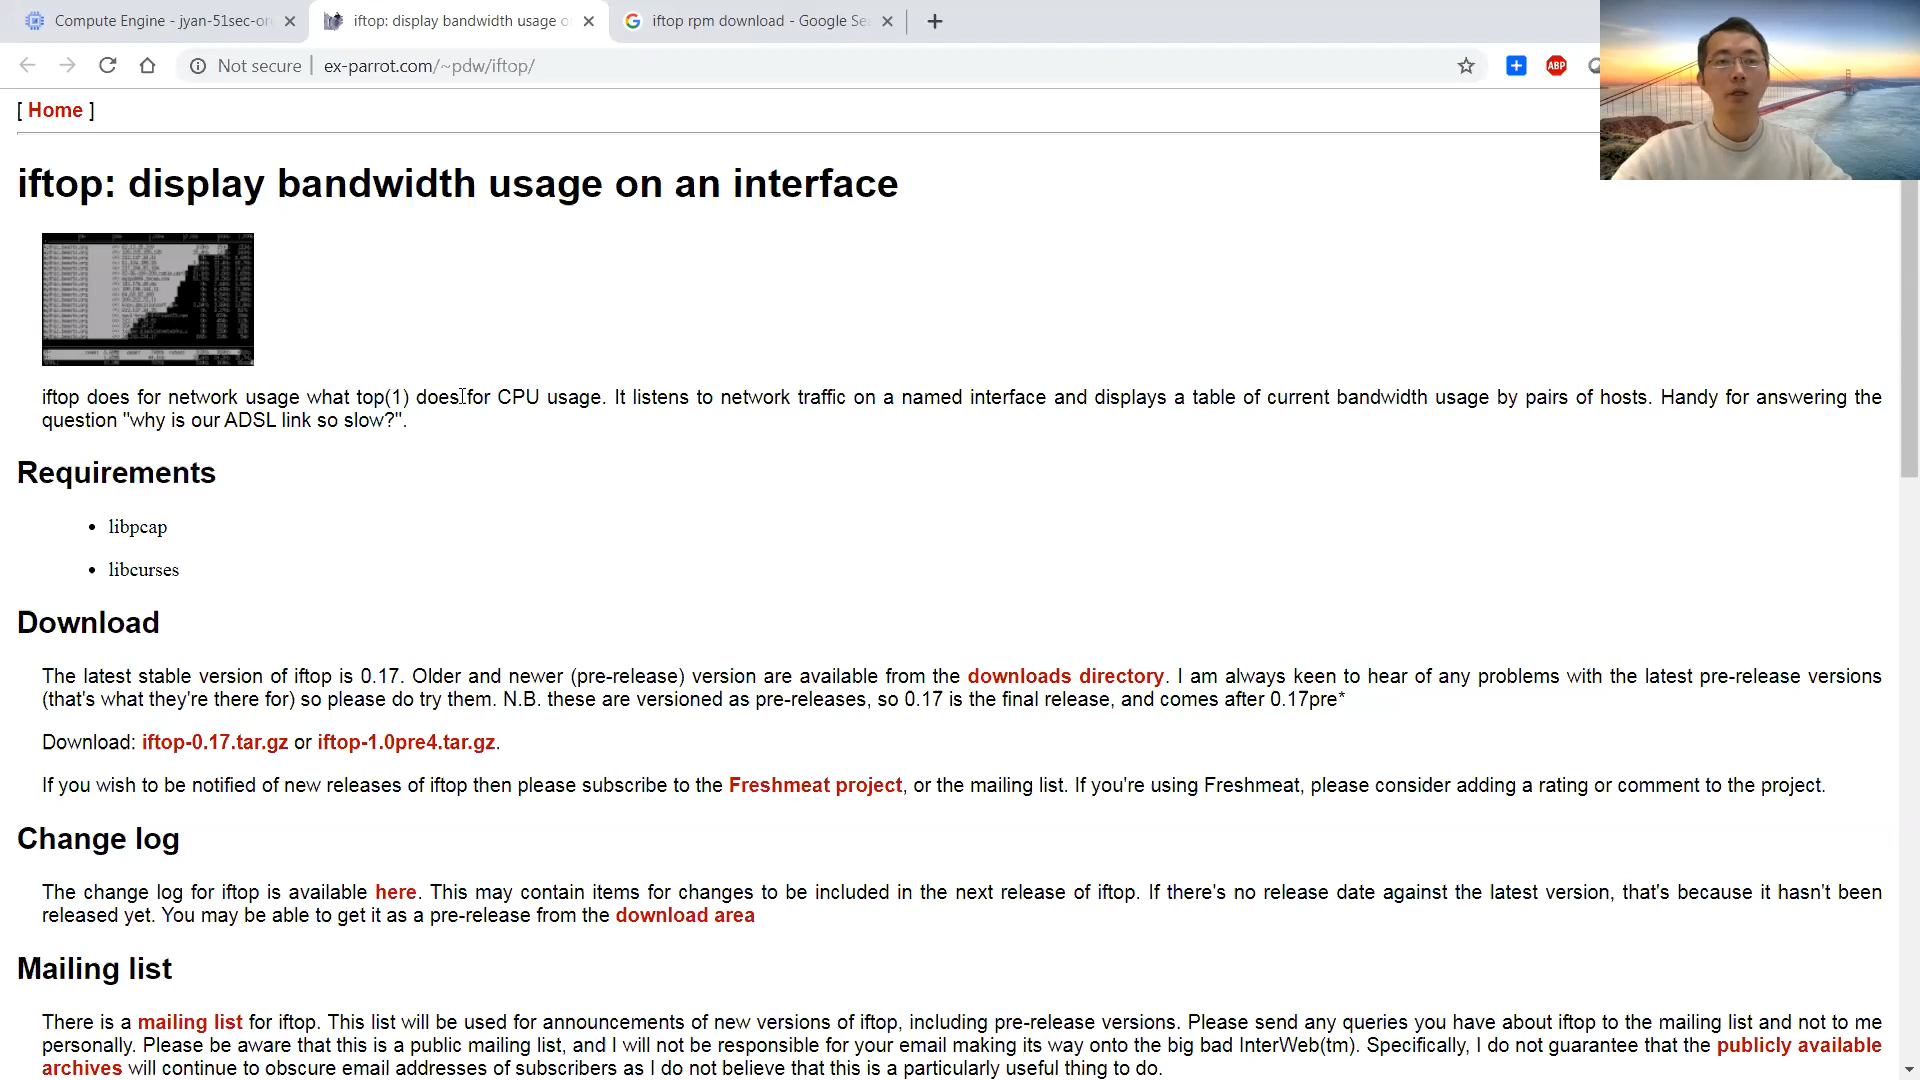 Compute Engine - jyan-51sec-or
iftop: display bandwidth usage o
iftop rpm download - Google Se
Not secure | ex-parrot.com/~pdw/iftop/
ABP
[ Home ]
iftop: display bandwidth usage on an interface
iftop does for network usage what top(1) does for CPU usage. It listens to network traffic on a named interface and displays a table of current bandwidth usage by pairs of hosts. Handy for answering the
question "why is our ADSL link so slow?".
Requirements
• libpcap
• libcurses
Download
The latest stable version of iftop is 0.17. Older and newer (pre-release) version are available from the downloads directory. I am always keen to hear of any problems with the latest pre-release versions
(that's what they're there for) so please do try them. N.B. these are versioned as pre-releases, so 0.17 is the final release, and comes after 0.17pre*
Download: iftop-0.17.tar.gz or iftop-1.0pre4.tar.gz.
If you wish to be notified of new releases of iftop then please subscribe to the Freshmeat project, or the mailing list. If you're using Freshmeat, please consider adding a rating or comment to the project.
Change log
The change log for iftop is available here. This may contain items for changes to be included in the next release of iftop. If there's no release date against the latest version, that's because it hasn't been
released yet. You may be able to get it as a pre-release from the download area
Mailing list
There is a mailing list for iftop. This list will be used for announcements of new versions of iftop, including pre-release versions. Please send any queries you have about iftop to the mailing list and not to me
personally. Please be aware that this is a public mailing list, and I will not be responsible for your email making its way onto the big bad InterWeb(tm). Specifically, I do not guarantee that the publicly available
archives will continue to obscure email addresses of subscribers as I do not believe that this is a particularly useful thing to do.